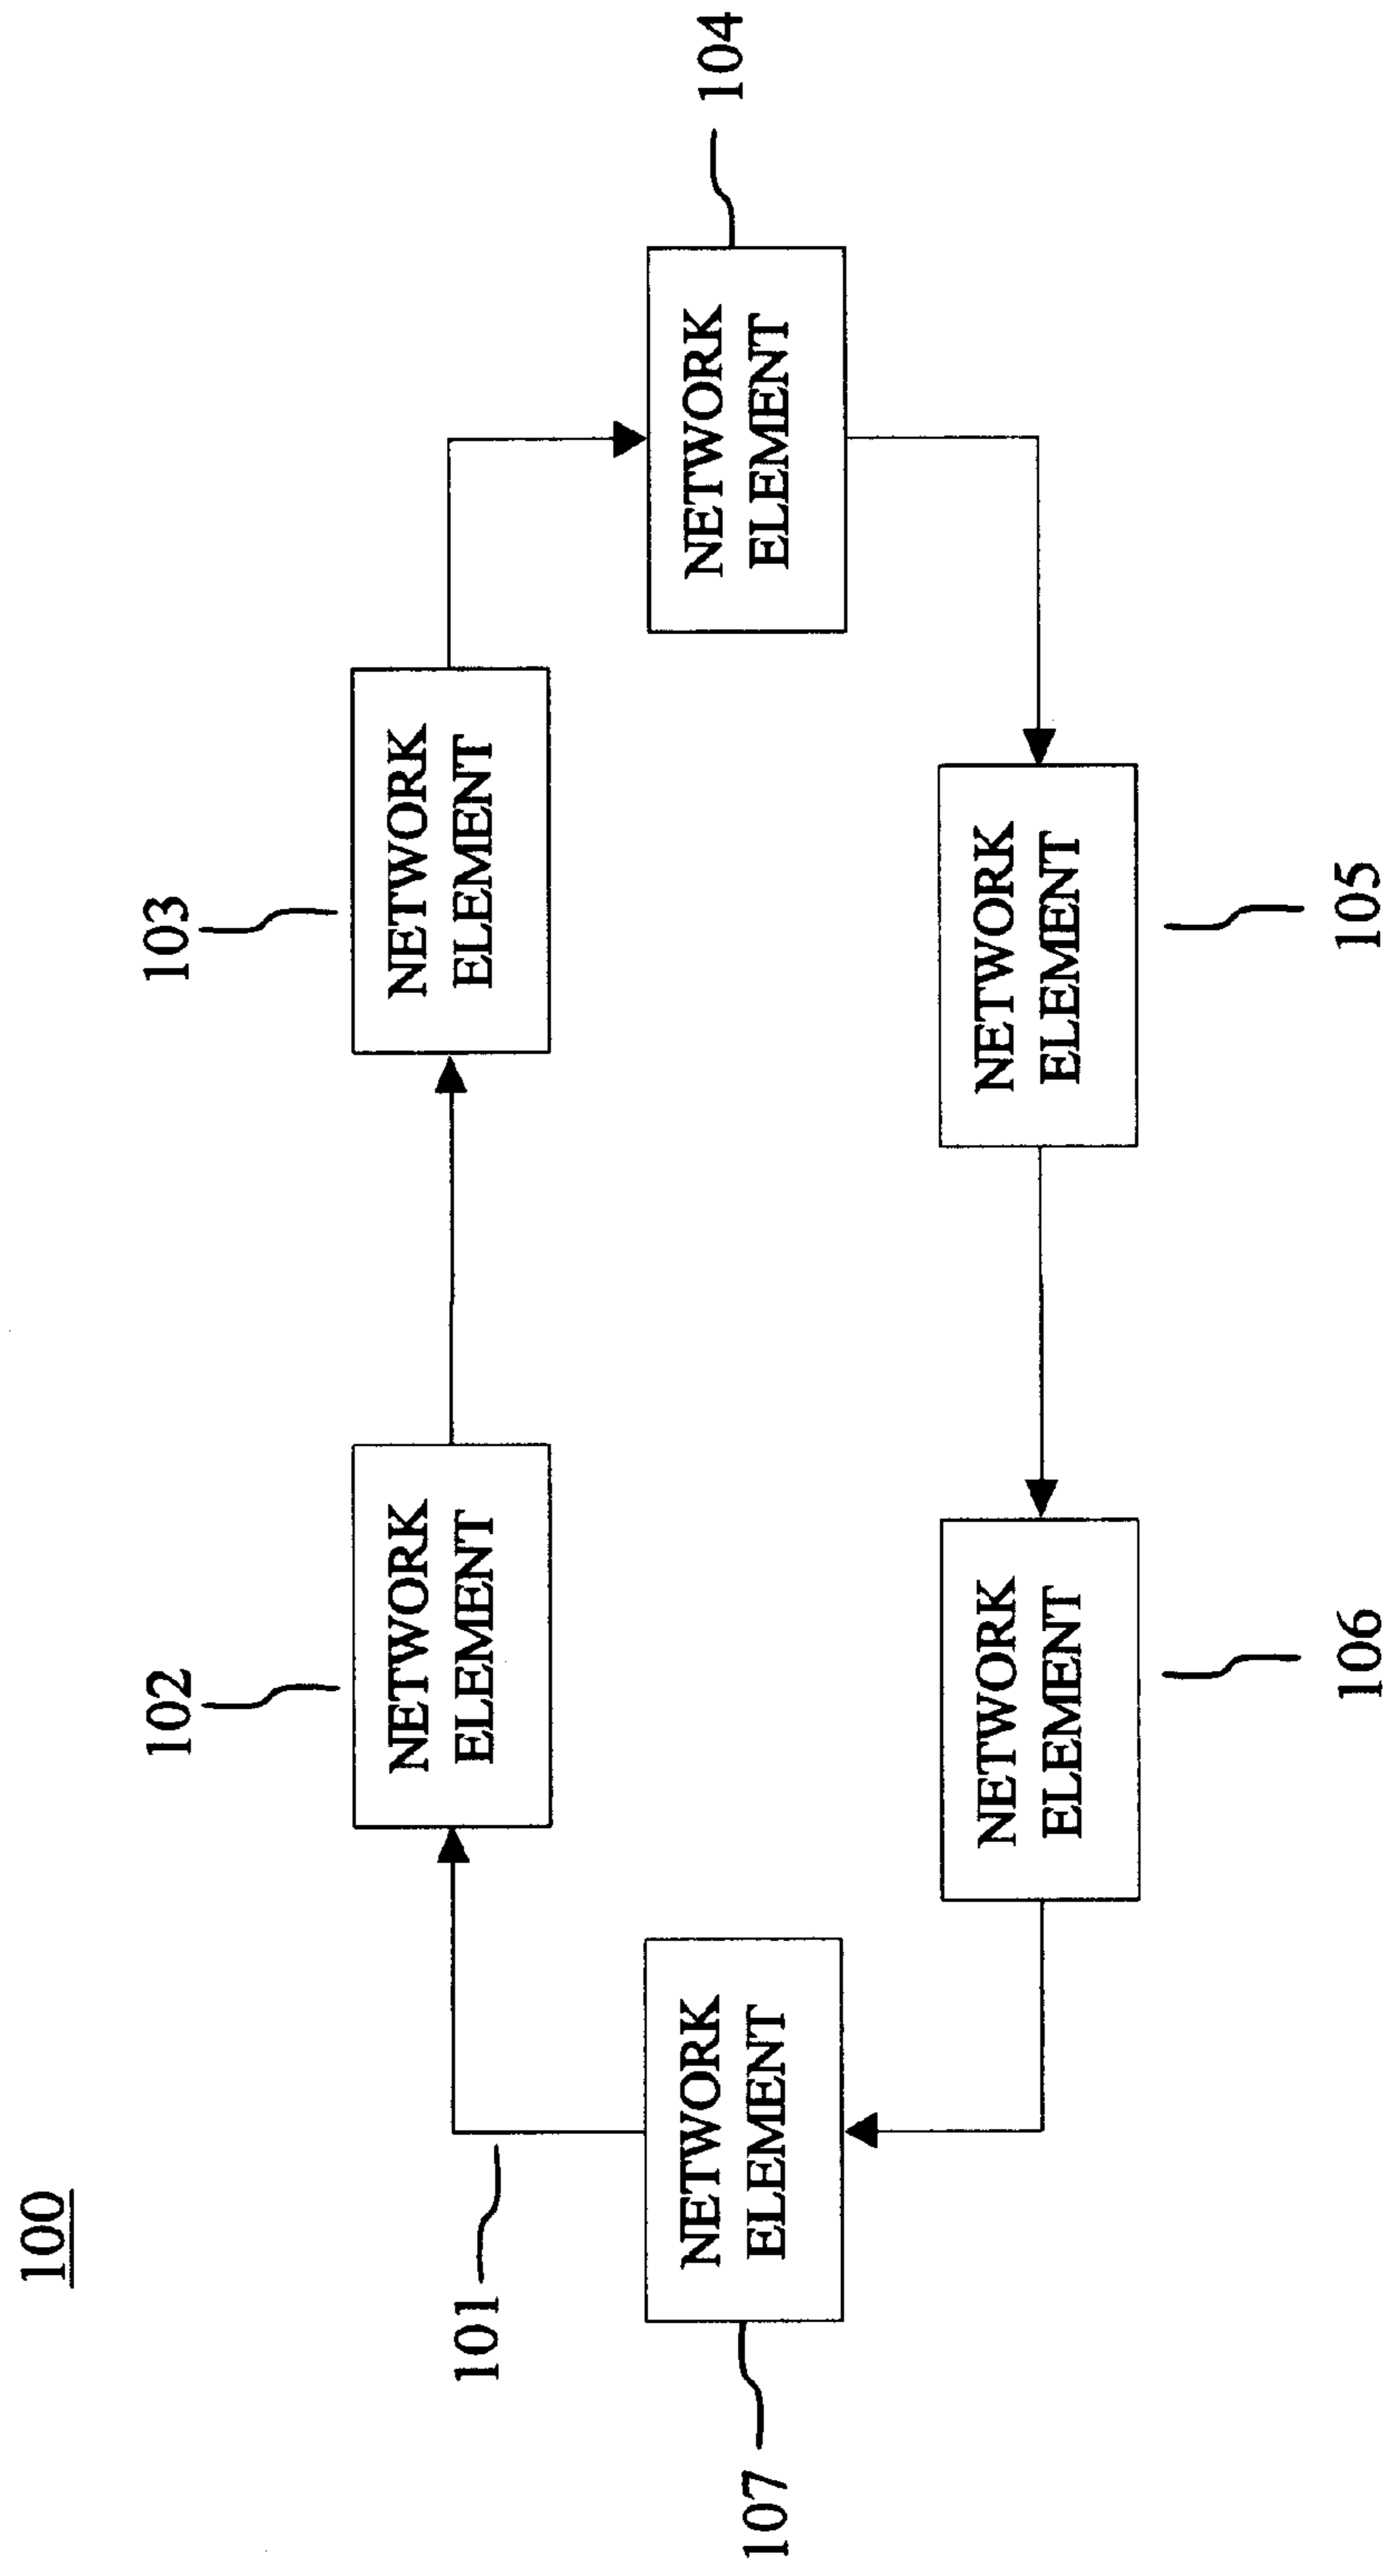 100
101
102
NETWORK
ELEMENT
103
NETWORK
ELEMENT
104
NETWORK
ELEMENT
105
NETWORK
ELEMENT
106
NETWORK
ELEMENT
107
NETWORK
ELEMENT